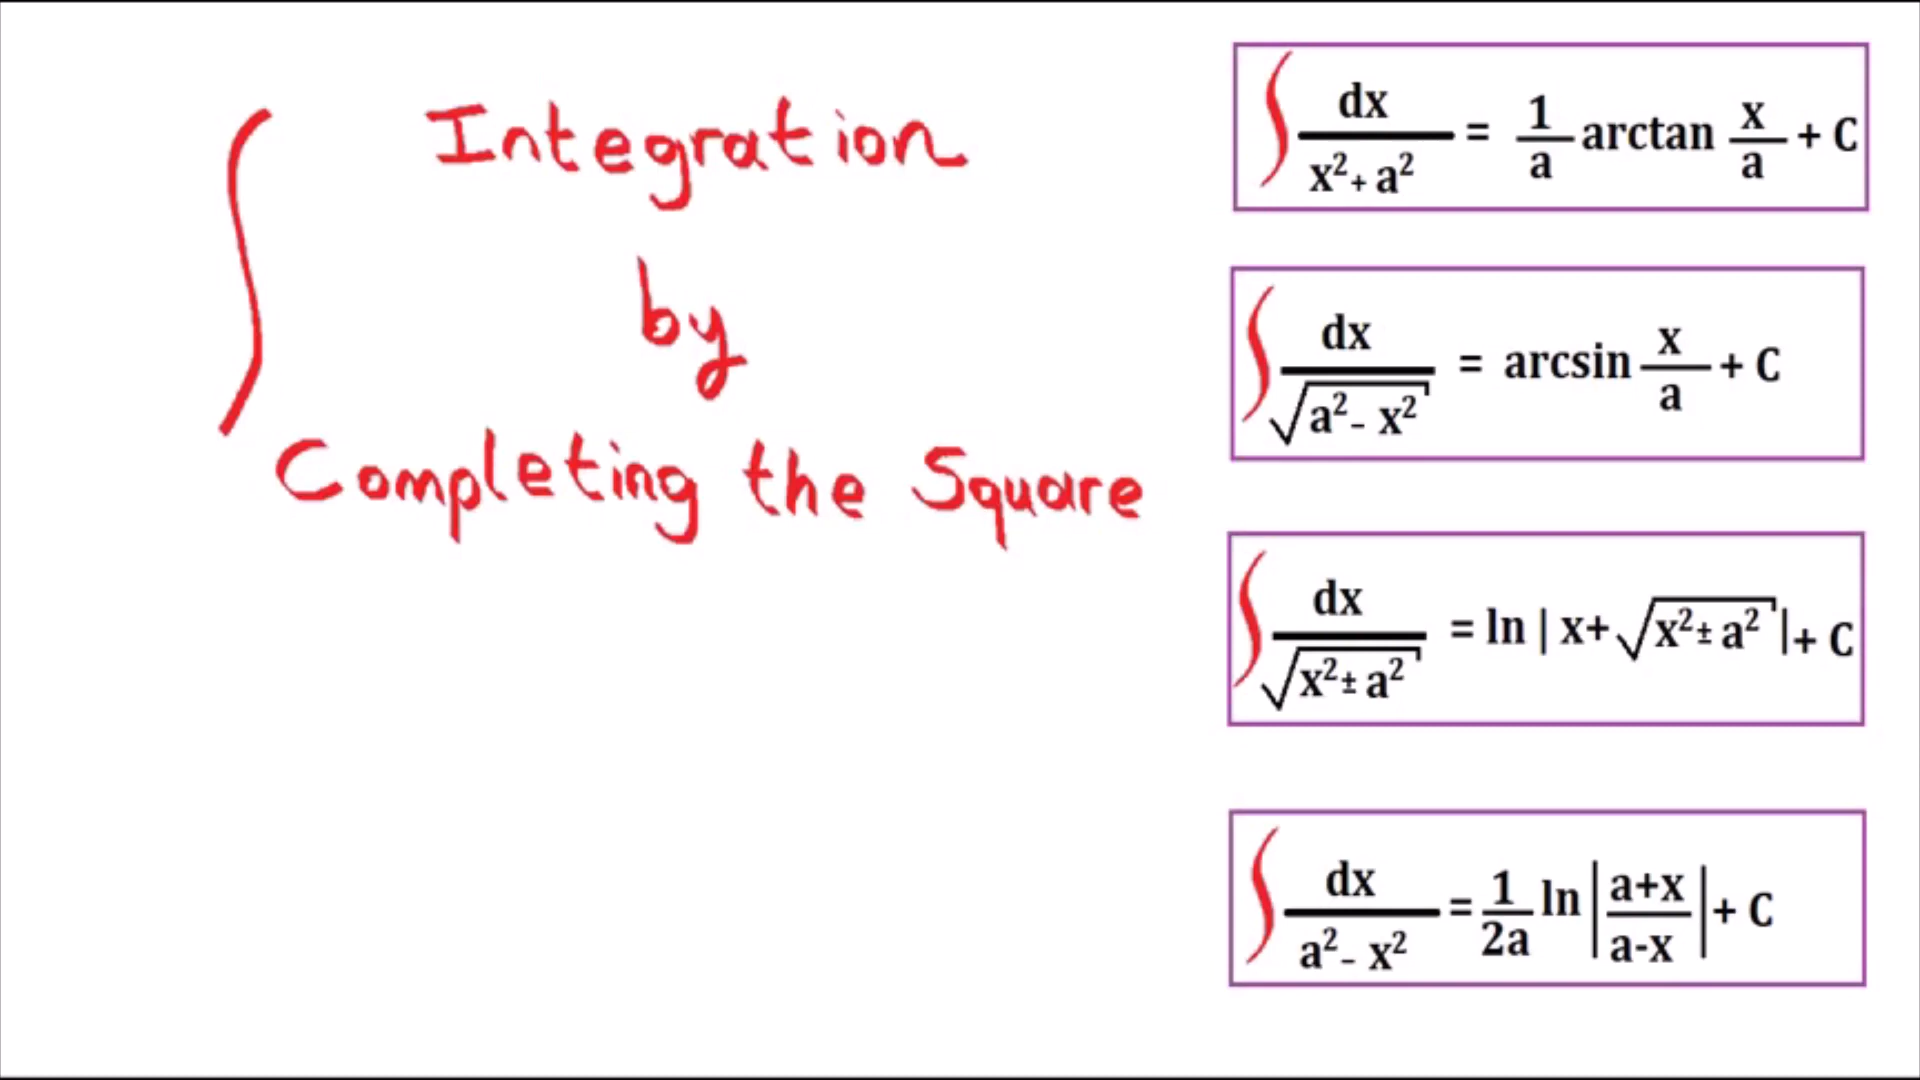 Integration
by
Completing the Square
∫ dx / (x² + a²) = 1/a arctan x/a + C
∫ dx / √(a² - x²) = arcsin x/a + C
∫ dx / √(x² ± a²) = ln | x + √(x² ± a²) | + C
∫ dx / (a² - x²) = 1/2a ln | (a+x)/(a-x) | + C